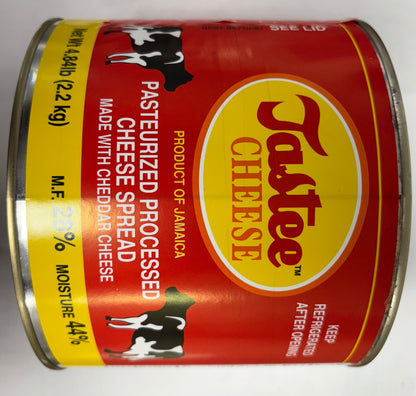 KEEP
REFRIGERATED
AFTER OPENING
SEE LID
Tastee™
CHEESE
PRODUCT OF JAMAICA
PASTEURIZED PROCESSED
CHEESE SPREAD
MADE WITH CHEDDAR CHEESE
Net Wt 4.84lb (2.2 kg) M.F. MOISTURE 44%